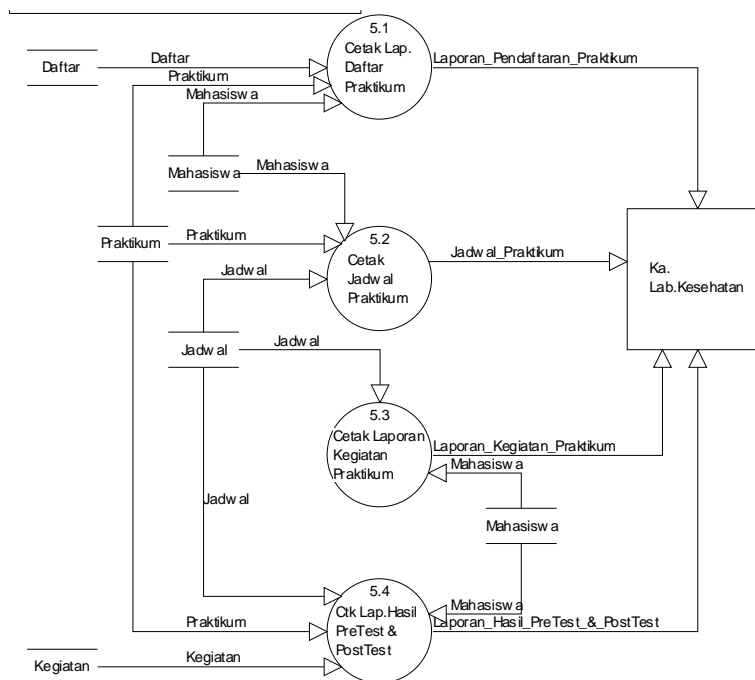 5.1
Cetak Lap.
Daftar
Praktikum
Daftar
Daftar
Praktikum
Mahasiswa
Laporan_Pendaftaran_Praktikum
Mahasiswa
Mahasiswa
Praktikum
Praktikum
5.2
Cetak
Jadwal
Praktikum
Jadwal_Praktikum
Ka.
Lab.Kesehatan
Jadwal
Jadwal
Jadwal
5.3
Cetak Laporan
Kegiatan
Praktikum
Laporan_Kegiatan_Praktikum
Mahasiswa
Jadwal
Mahasiswa
5.4
Ctk Lap.Hasil
PreTest &
PostTest
Mahasiswa
Laporan_Hasil_PreTest_&_PostTest
Praktikum
Kegiatan
Kegiatan